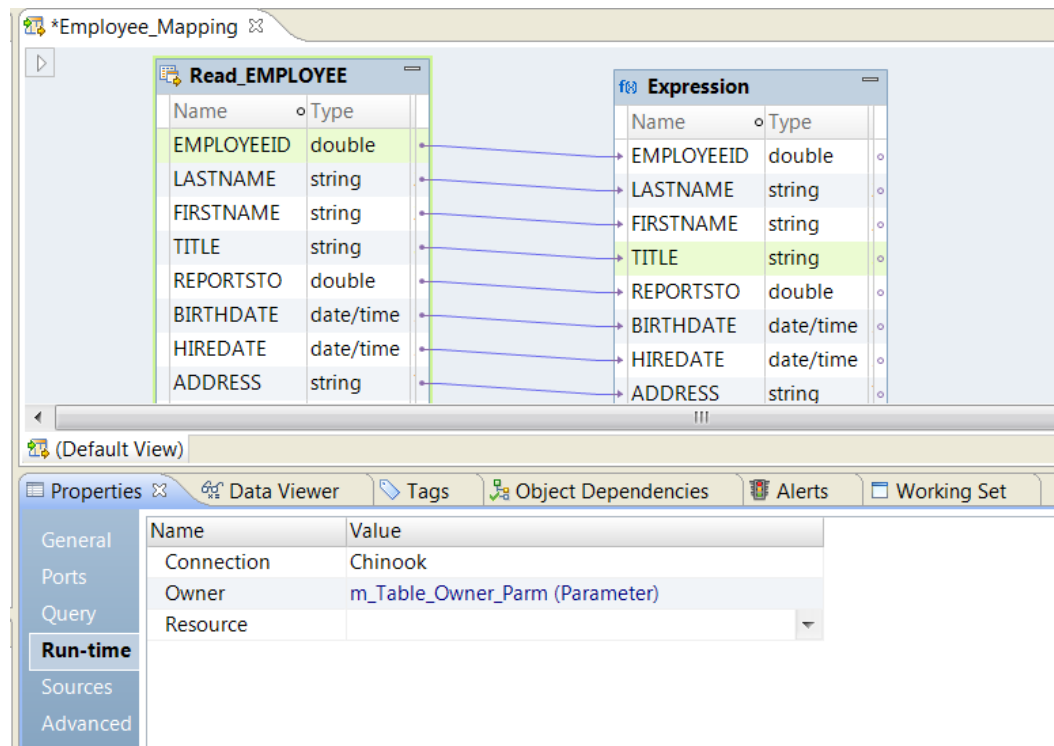 *Employee_Mapping
Read_EMPLOYEE
Name Type
EMPLOYEEID double
LASTNAME string
FIRSTNAME string
TITLE string
REPORTSTO double
BIRTHDATE date/time
HIREDATE date/time
ADDRESS string
f(x) Expression
Name Type
EMPLOYEEID double
LASTNAME string
FIRSTNAME string
TITLE string
REPORTSTO double
BIRTHDATE date/time
HIREDATE date/time
ADDRESS string
(Default View)
Properties Data Viewer Tags Object Dependencies Alerts Working Set
General
Ports
Query
Run-time
Sources
Advanced
Name Value
Connection Chinook
Owner m_Table_Owner_Parm (Parameter)
Resource